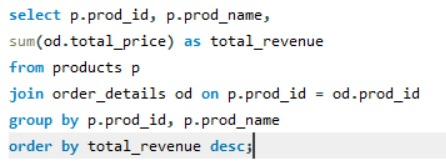 select p.prod_id, p.prod_name,
sum(od.total_price) as total_revenue
from products p
join order_details od on p.prod_id = od.prod_id
group by p.prod_id, p.prod_name
order by total_revenue desc;